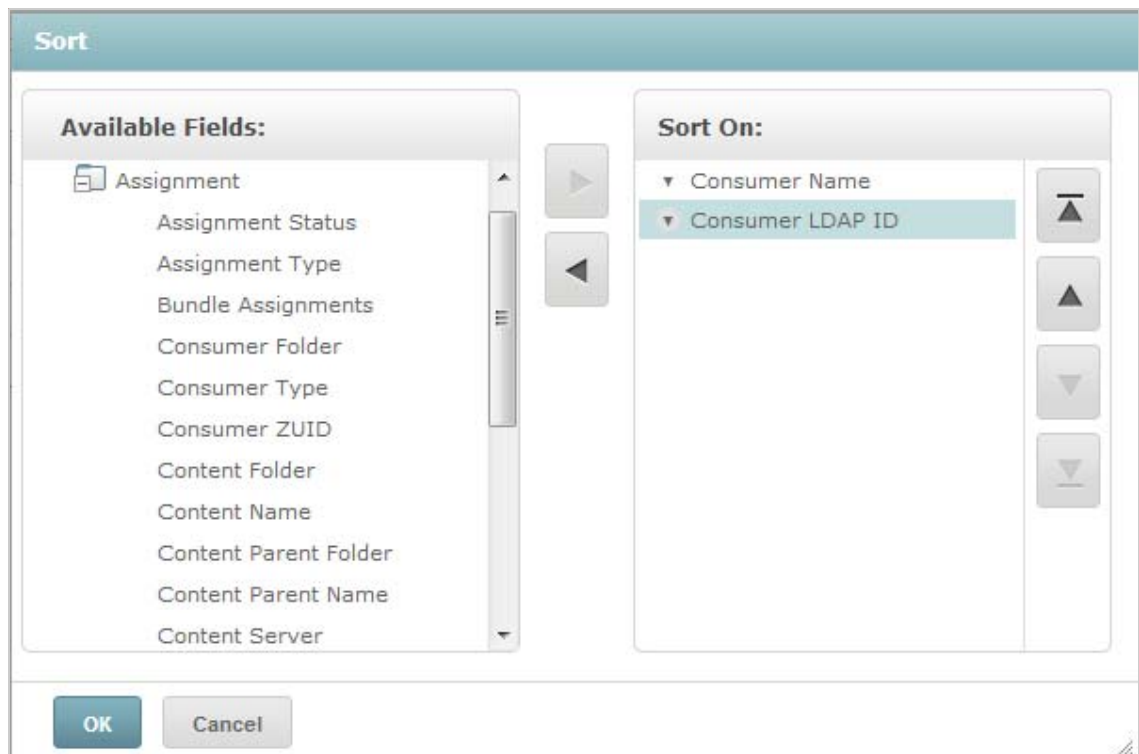 Sort
Available Fields:
Assignment
Assignment Status
Assignment Type
Bundle Assignments
Consumer Folder
Consumer Type
Consumer ZUID
Content Folder
Content Name
Content Parent Folder
Content Parent Name
Content Server
Sort On:
Consumer Name
Consumer LDAP ID
OK
Cancel